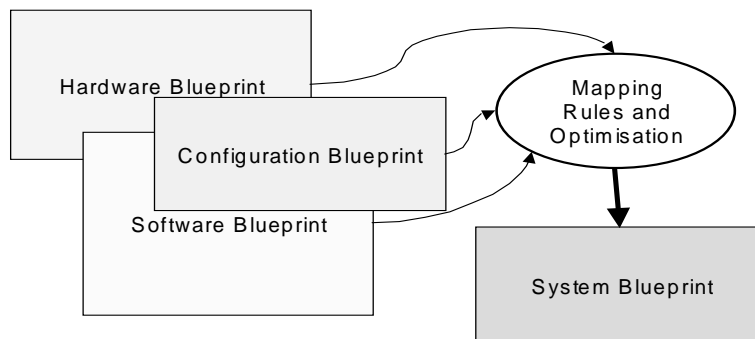 Hardware Blueprint
Mapping
Rules and
Optimisation
Configuration Blueprint
Software Blueprint
System Blueprint